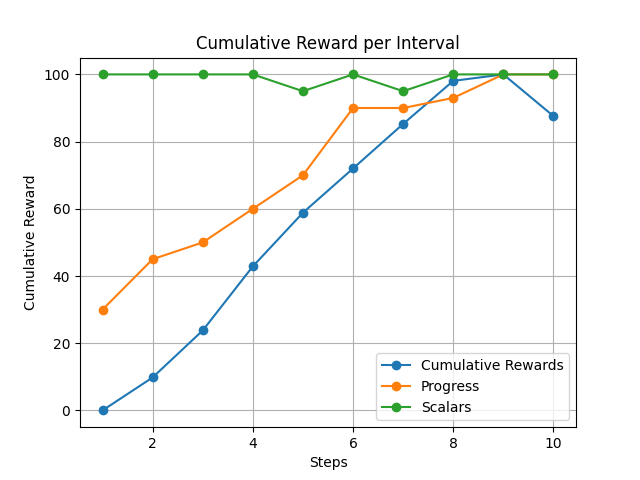 Cumulative Reward per Interval
100
80
60
40
20
0
Cumulative Reward
2
4
6
8
10
Steps
Cumulative Rewards
Progress
Scalars